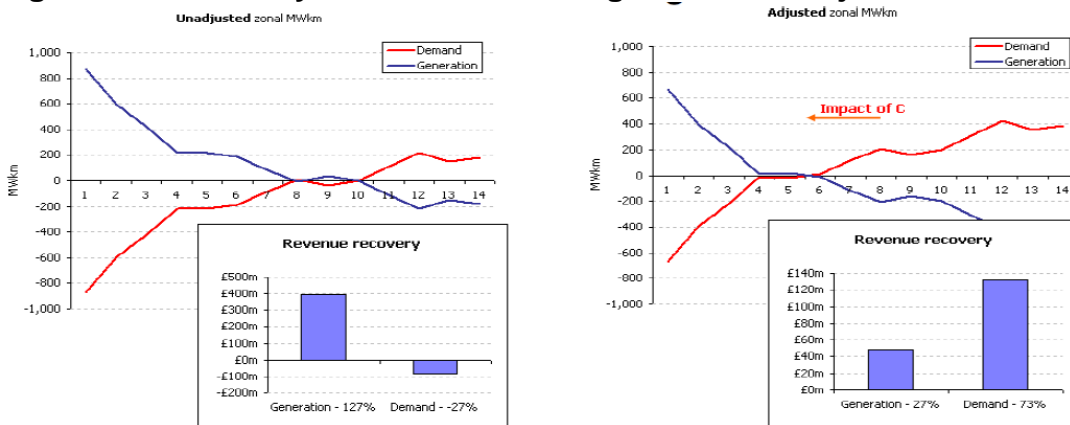 Unadjusted zonal MWkm
1,000
800
600
400
200
0
-200
-400
-600
-800
-1,000
MWkm
1 2 3 4 5 6 7 8 9 10 11 12 13 14
Demand
Generation
Revenue recovery
£500m
£400m
£300m
£200m
£100m
£0m
-£100m
-£200m
Generation - 127% Demand - -27%
Adjusted zonal MWkm
1,000
800
600
400
200
0
-200
-400
-600
-800
-1,000
MWkm
1 2 3 4 5 6 7 8 9 10 11 12 13 14
Demand
Generation
Impact of C
Revenue recovery
£140m
£120m
£100m
£80m
£60m
£40m
£20m
£0m
Generation - 27% Demand - 73%